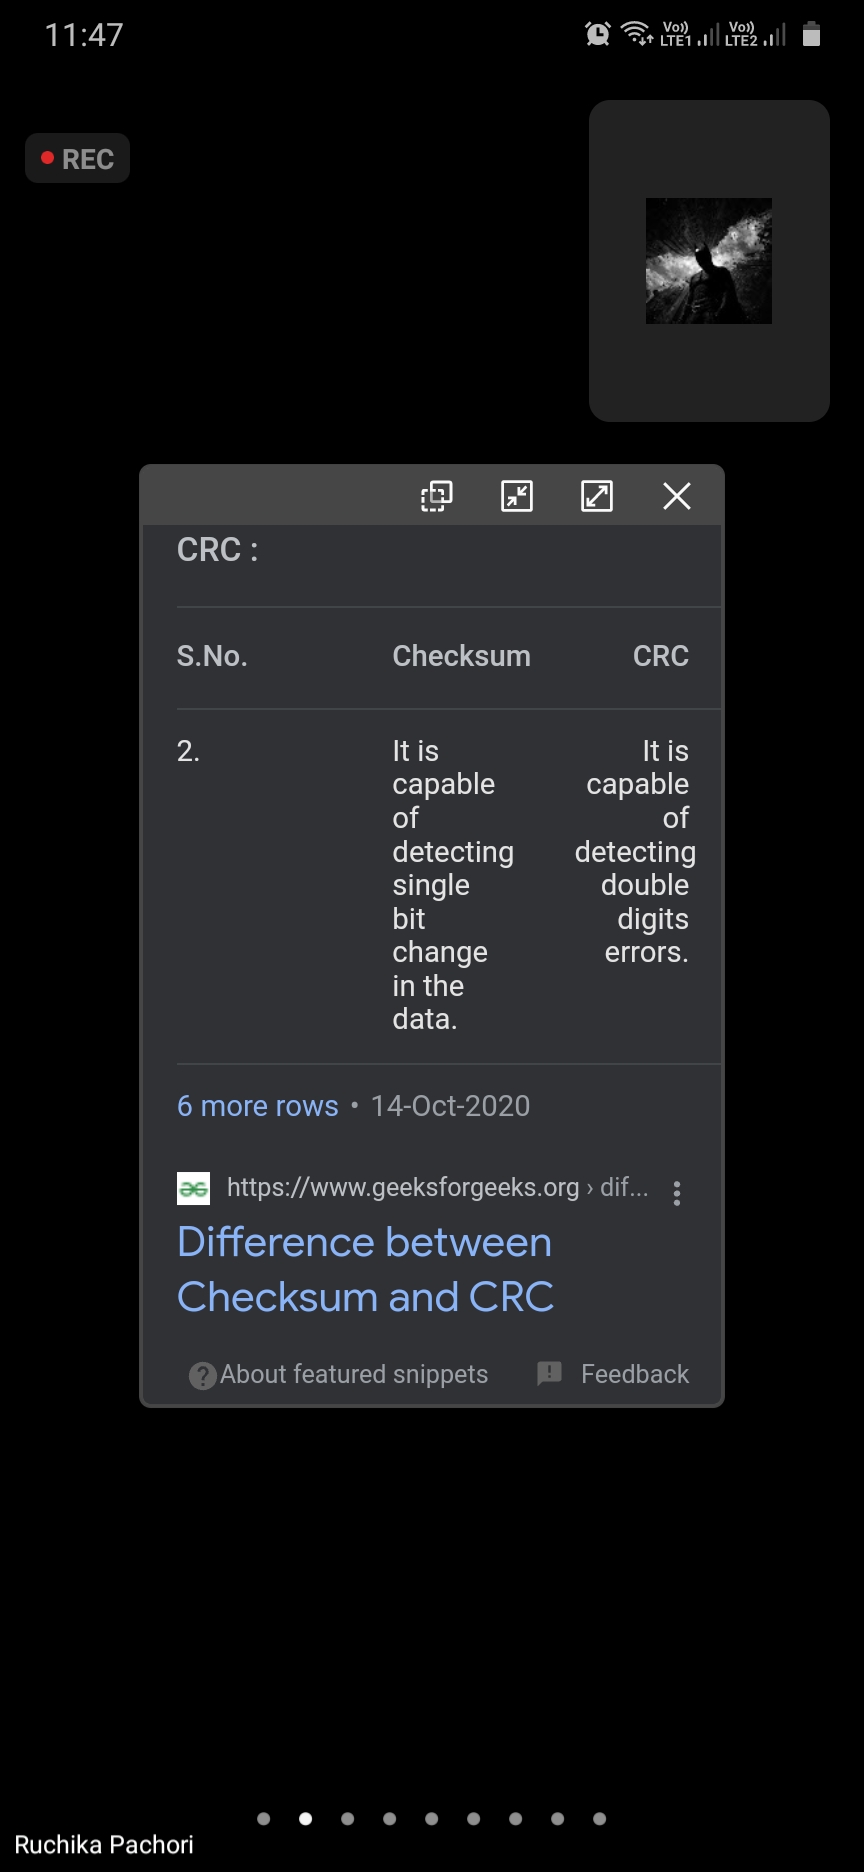 11:47
Vo)) LTE1 Vo)) LTE2
REC
CRC :
S.No. Checksum CRC
2. It is It is
capable capable
of of
detecting detecting
single double
bit digits
change errors.
in the
data.
6 more rows • 14-Oct-2020
https://www.geeksforgeeks.org › dif...
Difference between
Checksum and CRC
About featured snippets Feedback
Ruchika Pachori